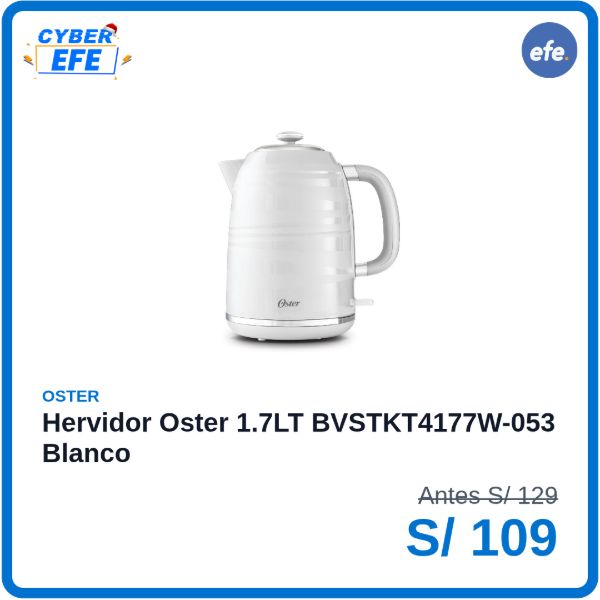 CYBER
EFE
efe.
Oster
OSTER
Hervidor Oster 1.7LT BVSTKT4177W-053
Blanco
Antes S/ 129
S/ 109